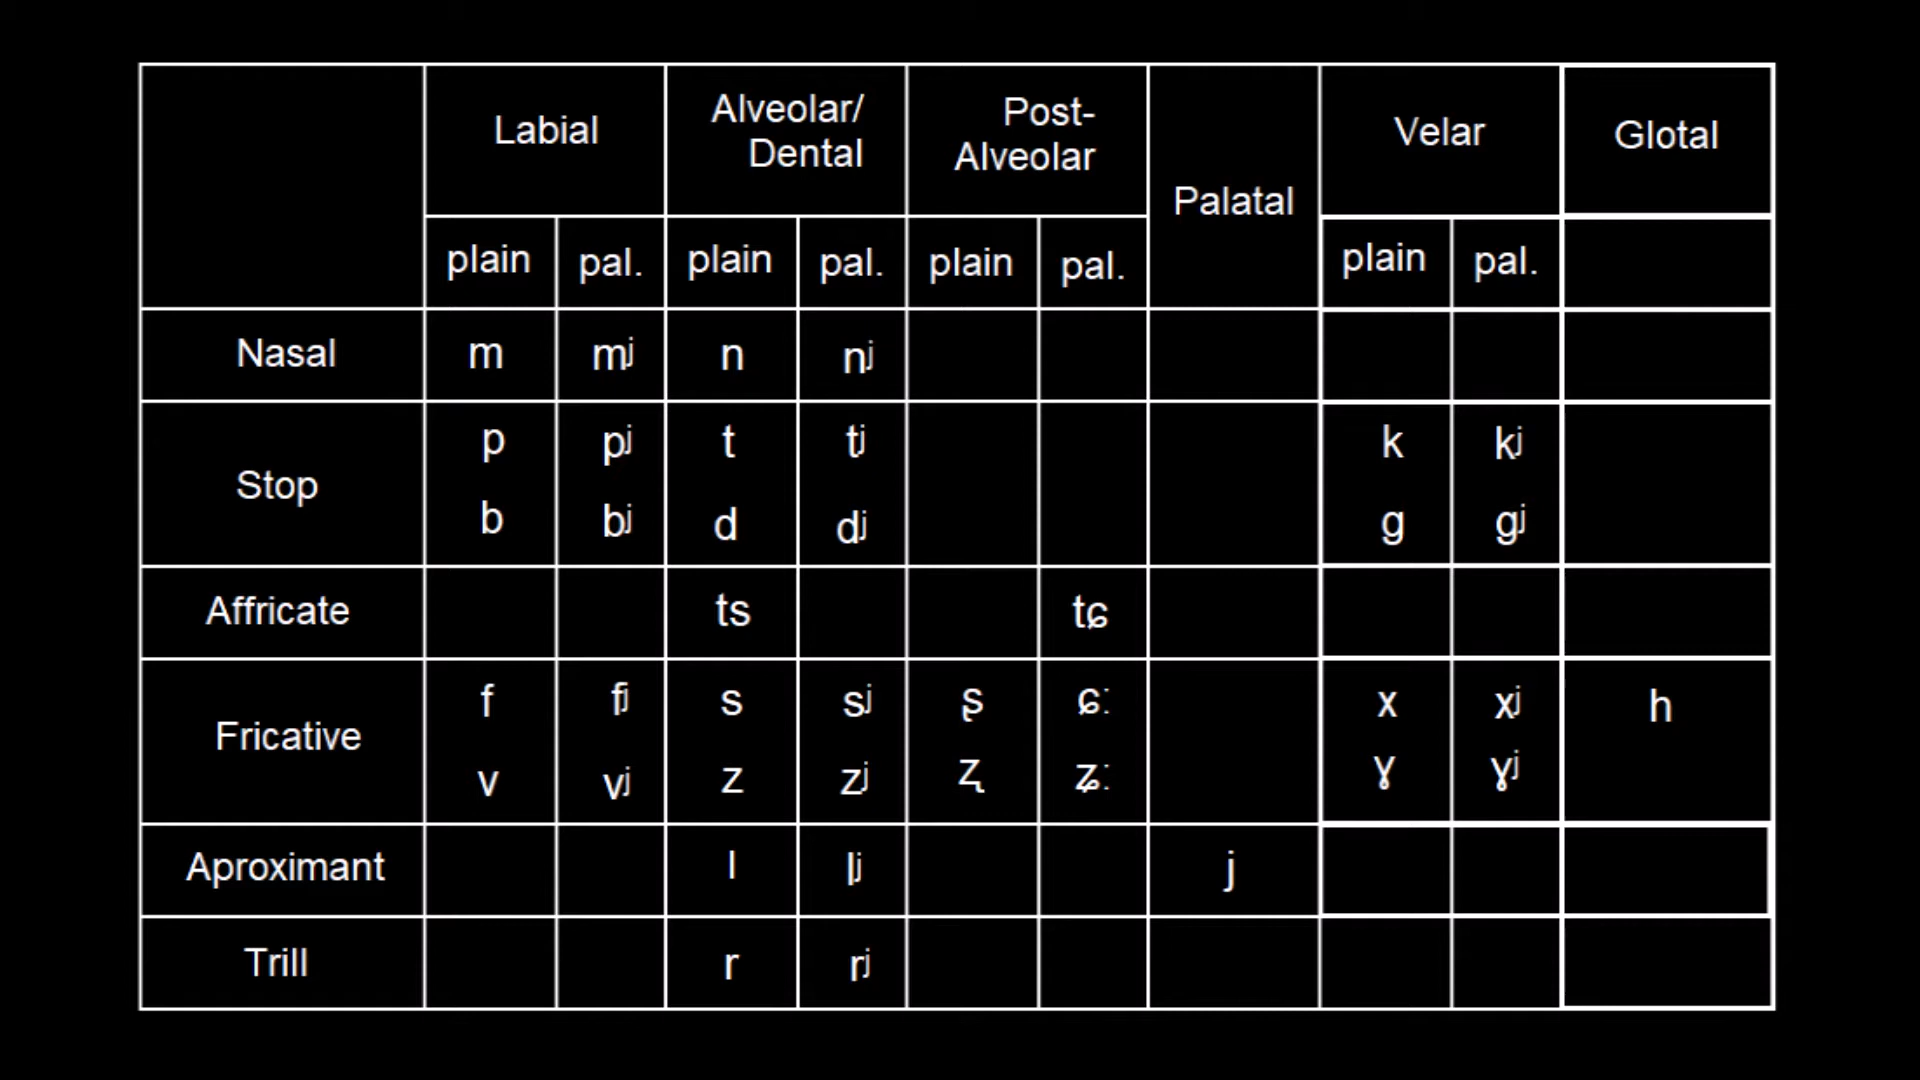 Labial Alveolar/ Dental Post- Alveolar Palatal Velar Glotal
plain pal. plain pal. plain pal. plain pal.
Nasal m mʲ n nʲ
Stop p pʲ t tʲ k kʲ
b bʲ d dʲ g gʲ
Affricate ts tɕ
Fricative f fʲ s sʲ ʂ ɕː x xʲ h
v vʲ z zʲ ʐ ʑː ɣ ɣʲ
Aproximant l lʲ j
Trill r rʲ